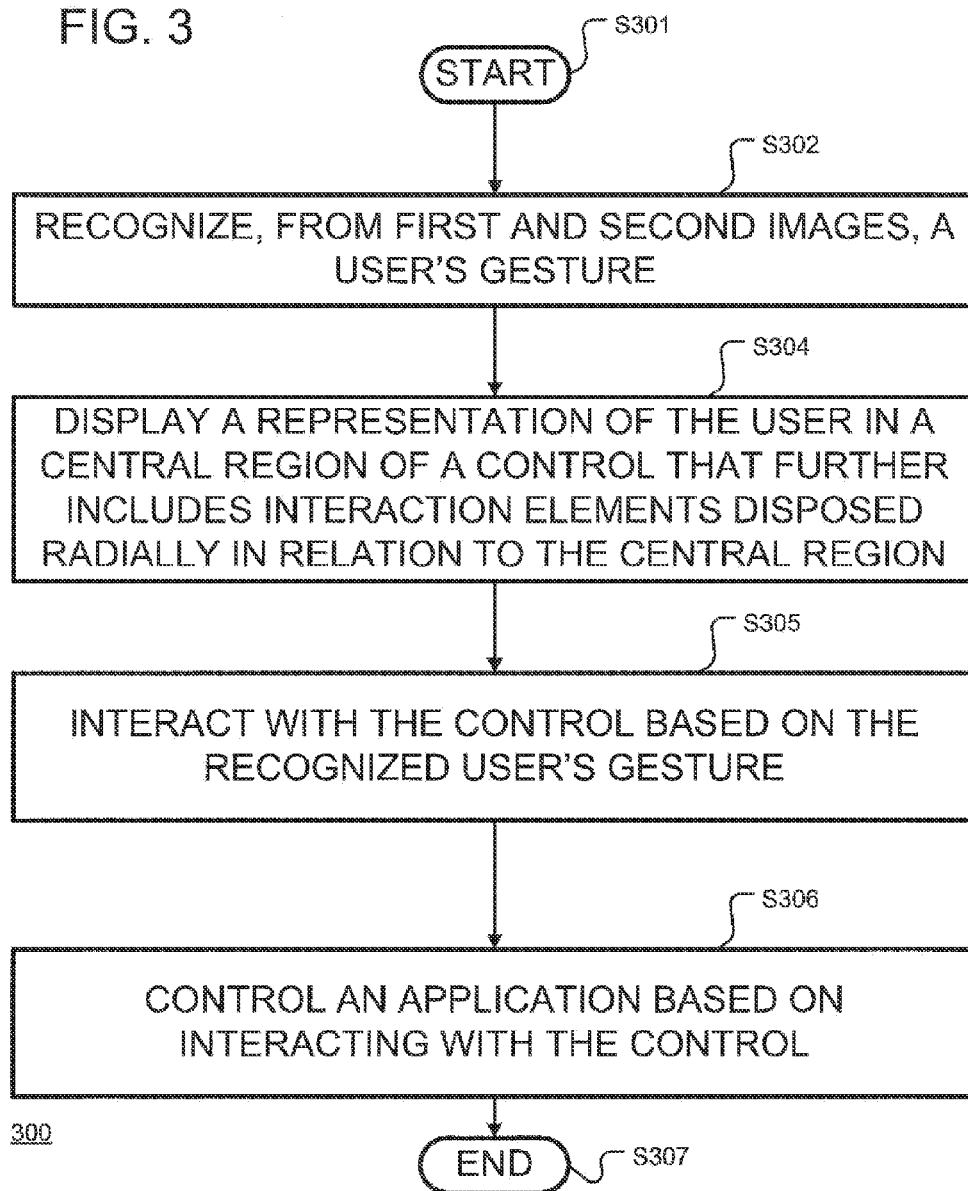 FIG. 3
S301
START
S302
RECOGNIZE, FROM FIRST AND SECOND IMAGES, A
USER'S GESTURE
S304
DISPLAY A REPRESENTATION OF THE USER IN A
CENTRAL REGION OF A CONTROL THAT FURTHER
INCLUDES INTERACTION ELEMENTS DISPOSED
RADIALLY IN RELATION TO THE CENTRAL REGION
S305
INTERACT WITH THE CONTROL BASED ON THE
RECOGNIZED USER'S GESTURE
S306
CONTROL AN APPLICATION BASED ON
INTERACTING WITH THE CONTROL
300
END
S307